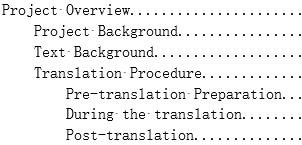 Project Overview......................
Project Background................
Text Background...................
Translation Procedure.............
Pre-translation Preparation...
During the translation........
Post-translation..............